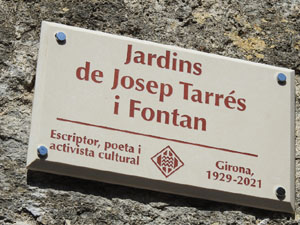 Jardins
de Josep Tarrés
i Fontan
Escriptor, poeta i
activista cultural
Girona,
1929-2021